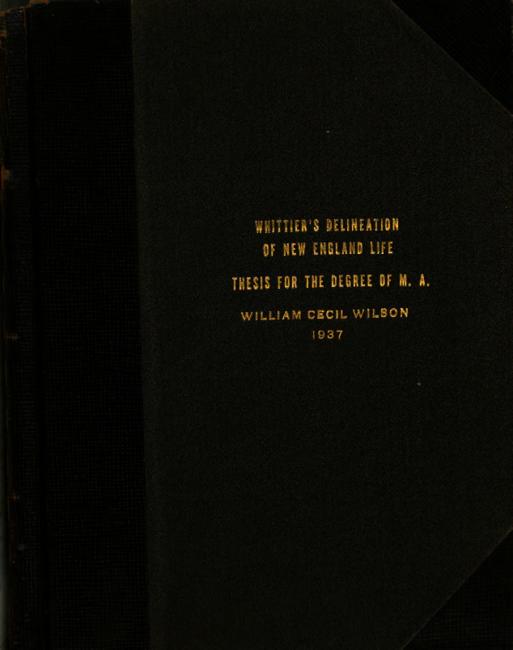 WHITTIER'S DELINEATION
OF NEW ENGLAND LIFE
THESIS FOR THE DEGREE OF M. A.
WILLIAM CECIL WILSON
1937